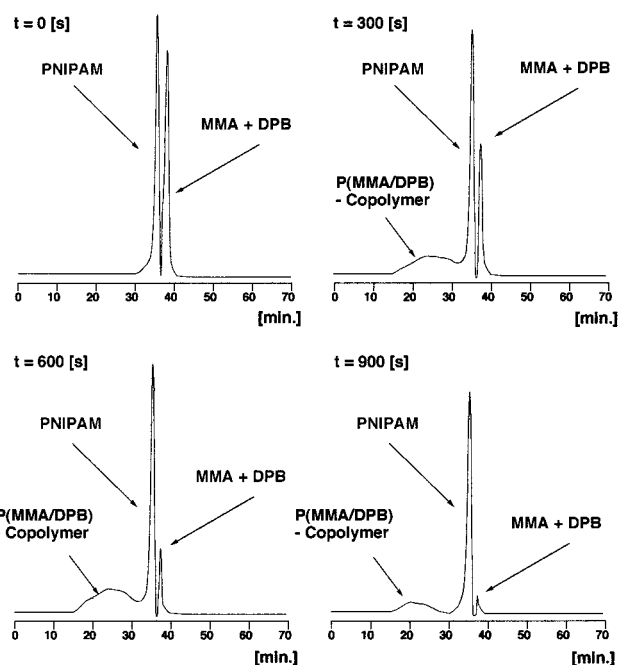 t = 0 [s]
PNIPAM
MMA + DPB
0 10 20 30 40 50 60 70
[min.]
t = 300 [s]
PNIPAM
MMA + DPB
P(MMA/DPB)
- Copolymer
0 10 20 30 40 50 60 70
[min.]
t = 600 [s]
PNIPAM
MMA + DPB
P(MMA/DPB)
Copolymer
0 10 20 30 40 50 60 70
[min.]
t = 900 [s]
PNIPAM
P(MMA/DPB)
- Copolymer
MMA + DPB
0 10 20 30 40 50 60 70
[min.]